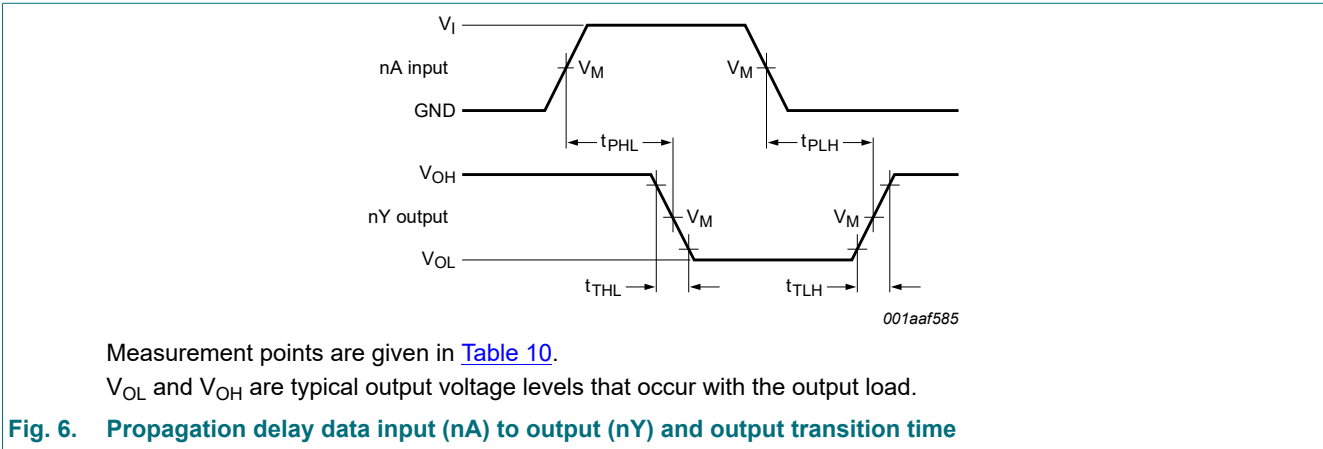 VI
nA input
VM
VM
GND
tPHL
tPLH
VOH
nY output
VM
VM
VOL
tTHL
tTLH
001aaf585
Measurement points are given in Table 10.
VOL and VOH are typical output voltage levels that occur with the output load.
Fig. 6. Propagation delay data input (nA) to output (nY) and output transition time